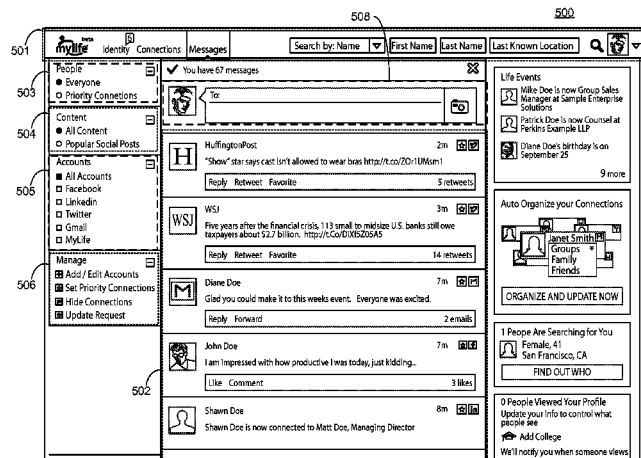 508
500
501
beta
mylife
5
Identity Connections Messages
Search by: Name
First Name
Last Name
Last Known Location
503
People
Everyone
Priority Connetions
504
Content
All Content
Popular Social Posts
505
Accounts
All Accounts
Facebook
Linkedin
Twitter
Gmail
MyLife
506
Manage
Add / Edit Accounts
Set Priority Connections
Hide Connections
Update Request
502
You have 67 messages
To:
H
HuffingtonPost
2m
"Show" star says cast isn't allowed to wear bras http://t.co/ZOr1UMsm1
Reply Retweet Favorite
5 retweets
WSJ
WSJ
3m
Five years after the financial crisis, 113 small to midsize U.S. banks still owe
taxpayers about $2.7 billion. http://t.Co/DIXf5Z05A5
Reply Retweet Favorite
14 retweets
M
Diane Doe
7m
M
Glad you could make it to this weeks event. Everyone was excited.
Reply Forward
2 emails
John Doe
7m
f
I am impressed with how productive I was today, just kidding...
Like Comment
3 likes
Shawn Doe
8m
in
Shawn Doe is now connected to Matt Doe, Managing Director
Life Events
Mike Doe is now Group Sales
Manager at Sample Enterprise
Solutions
Patrick Doe is now Counsel at
Perkins Example LLP
Diane Doe's birthday is on
September 25
9 more
Auto Organize your Connections
Janet Smith
Groups
Family
Friends
ORGANIZE AND UPDATE NOW
1 Peope Are Searching for You
Female, 41
San Francisco, CA
FIND OUT WHO
0 People Viewed Your Profile
Update your info to control what
people see
Add College
We'll notify you when someone views